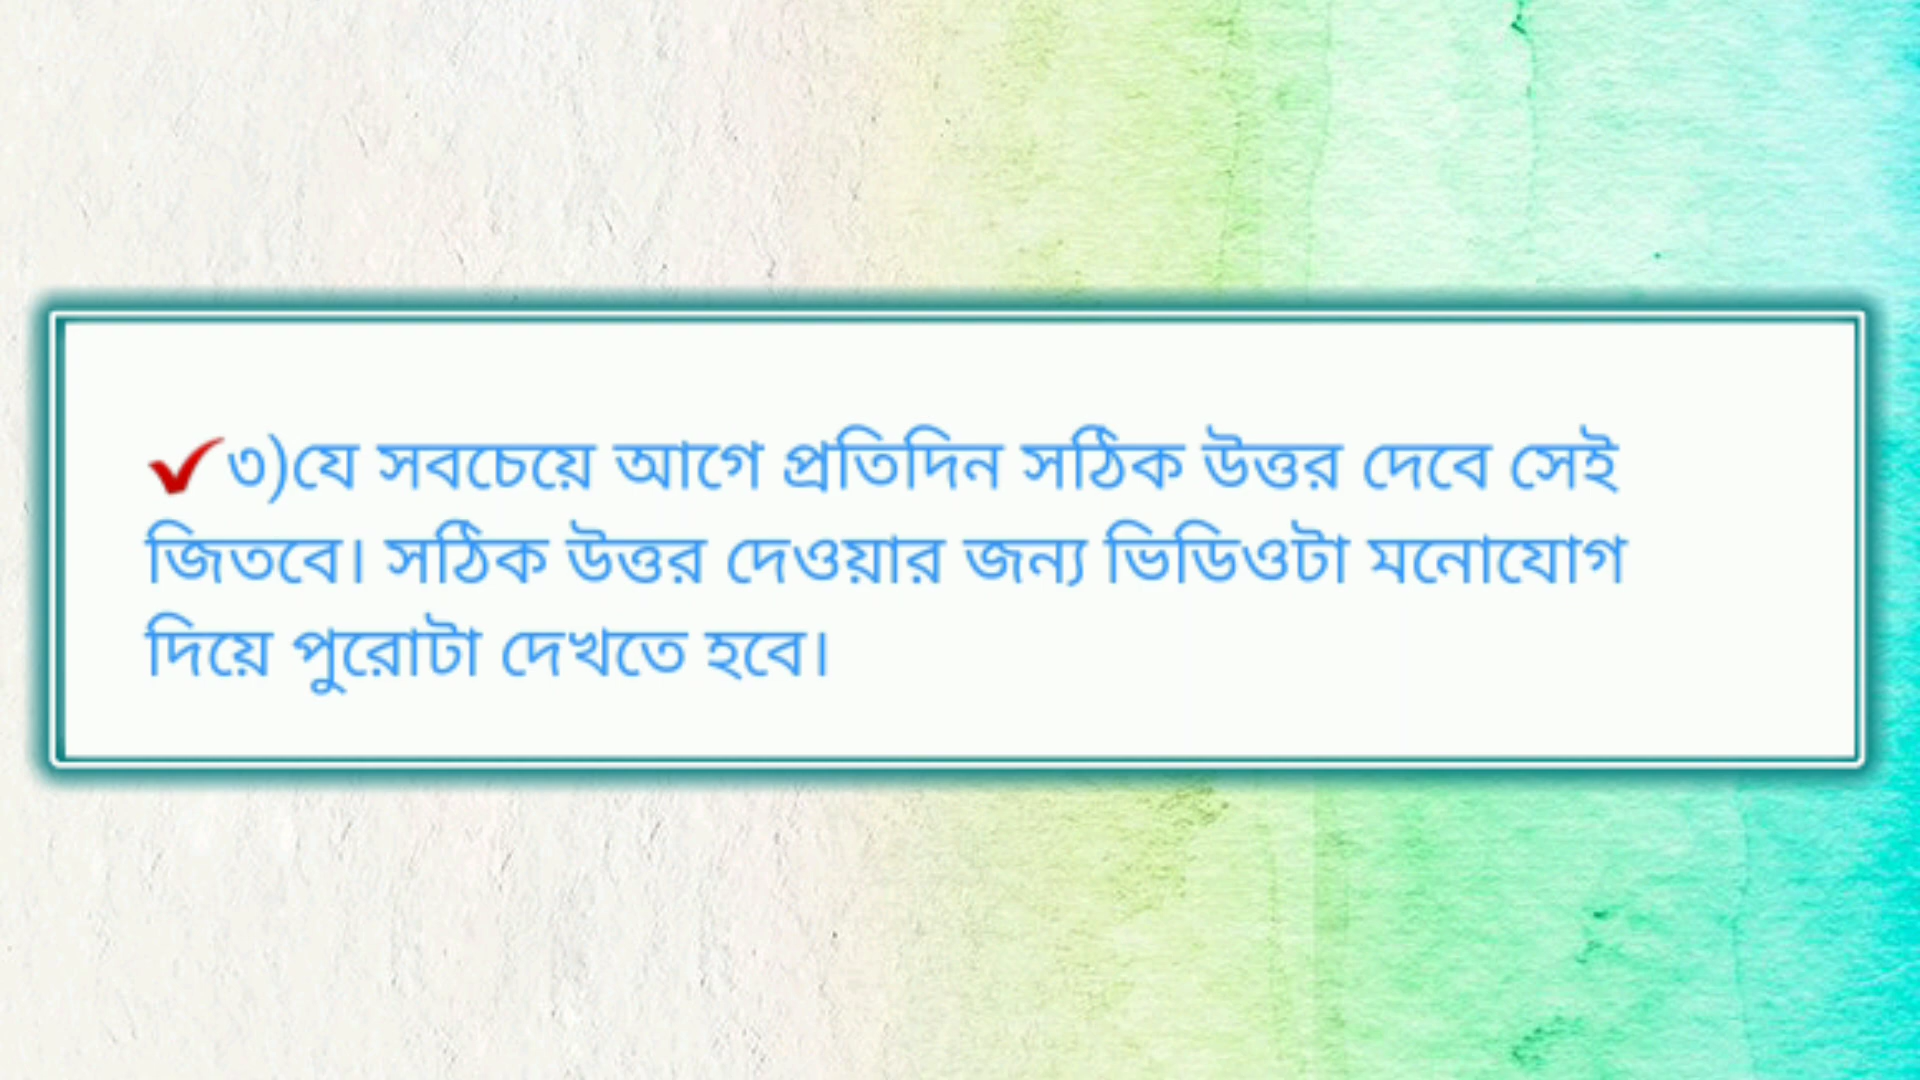 ✔৩)যে সবচেয়ে আগে প্রতিদিন সঠিক উত্তর দেবে সেই
জিতবে। সঠিক উত্তর দেওয়ার জন্য ভিডিওটা মনোযোগ
দিয়ে পুরোটা দেখতে হবে।